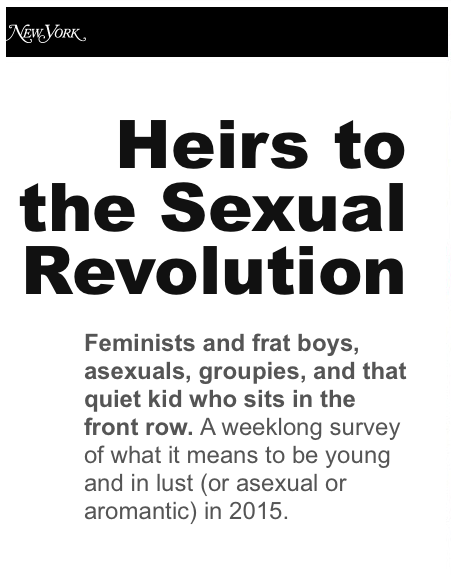 New York
Heirs to
the Sexual
Revolution
Feminists and frat boys,
asexuals, groupies, and that
quiet kid who sits in the
front row. A weeklong survey
of what it means to be young
and in lust (or asexual or
aromantic) in 2015.